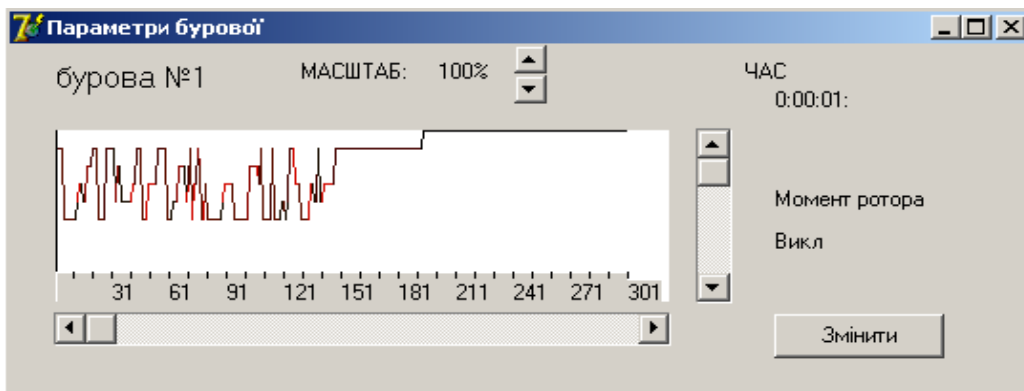 Параметри бурової
бурова №1 МАСШТАБ: 100% ЧАС
0:00:01:
Момент ротора
Викл
31 61 91 121 151 181 211 241 271 301
Змінити